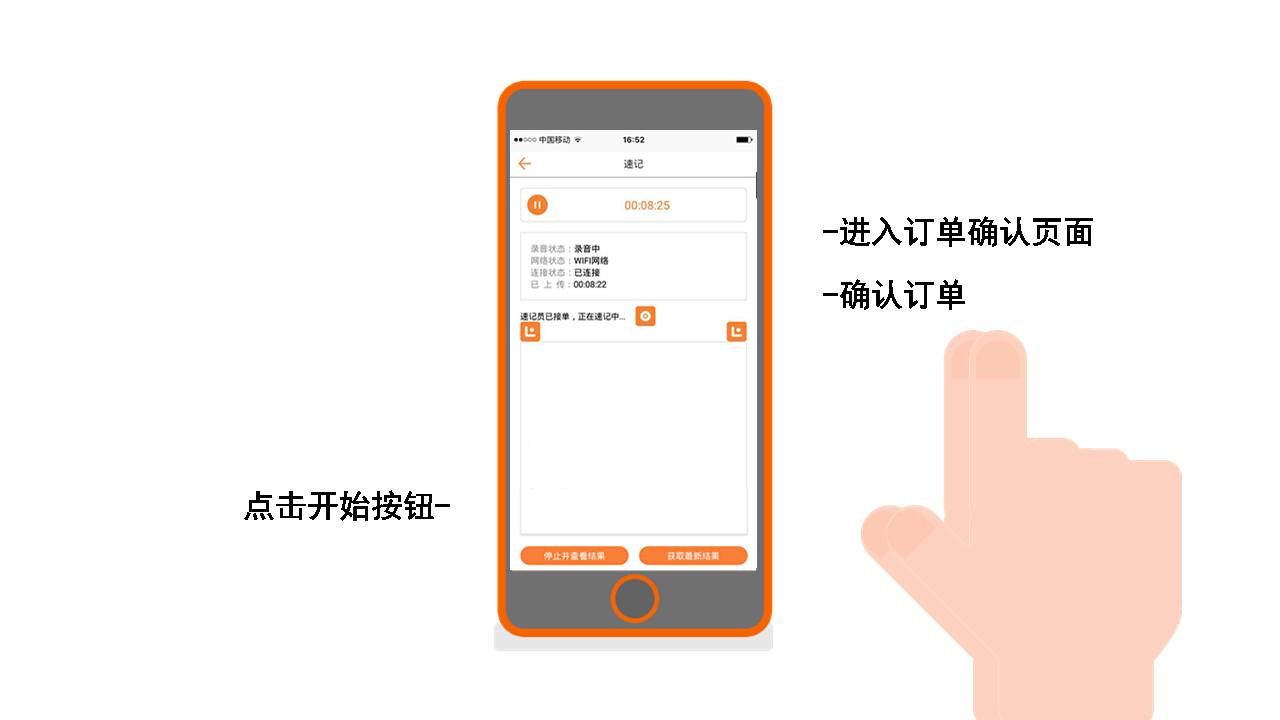 中国移动
16:52
速记
00:08:25
录音状态：录音中
网络状态：WIFI网络
连接状态：已连接
已 上 传：00:08:22
速记员已接单，正在速记中...
停止并查看结果
获取最新结果
-进入订单确认页面
-确认订单
点击开始按钮-